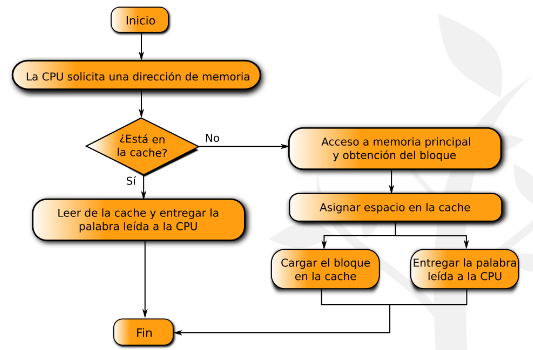 Inicio
La CPU solicita una dirección de memoria
¿Está en
la cache?
No
Sí
Acceso a memoria principal
y obtención del bloque
Leer de la cache y entregar la
palabra leída a la CPU
Asignar espacio en la cache
Cargar el bloque
en la cache
Entregar la palabra
leída a la CPU
Fin